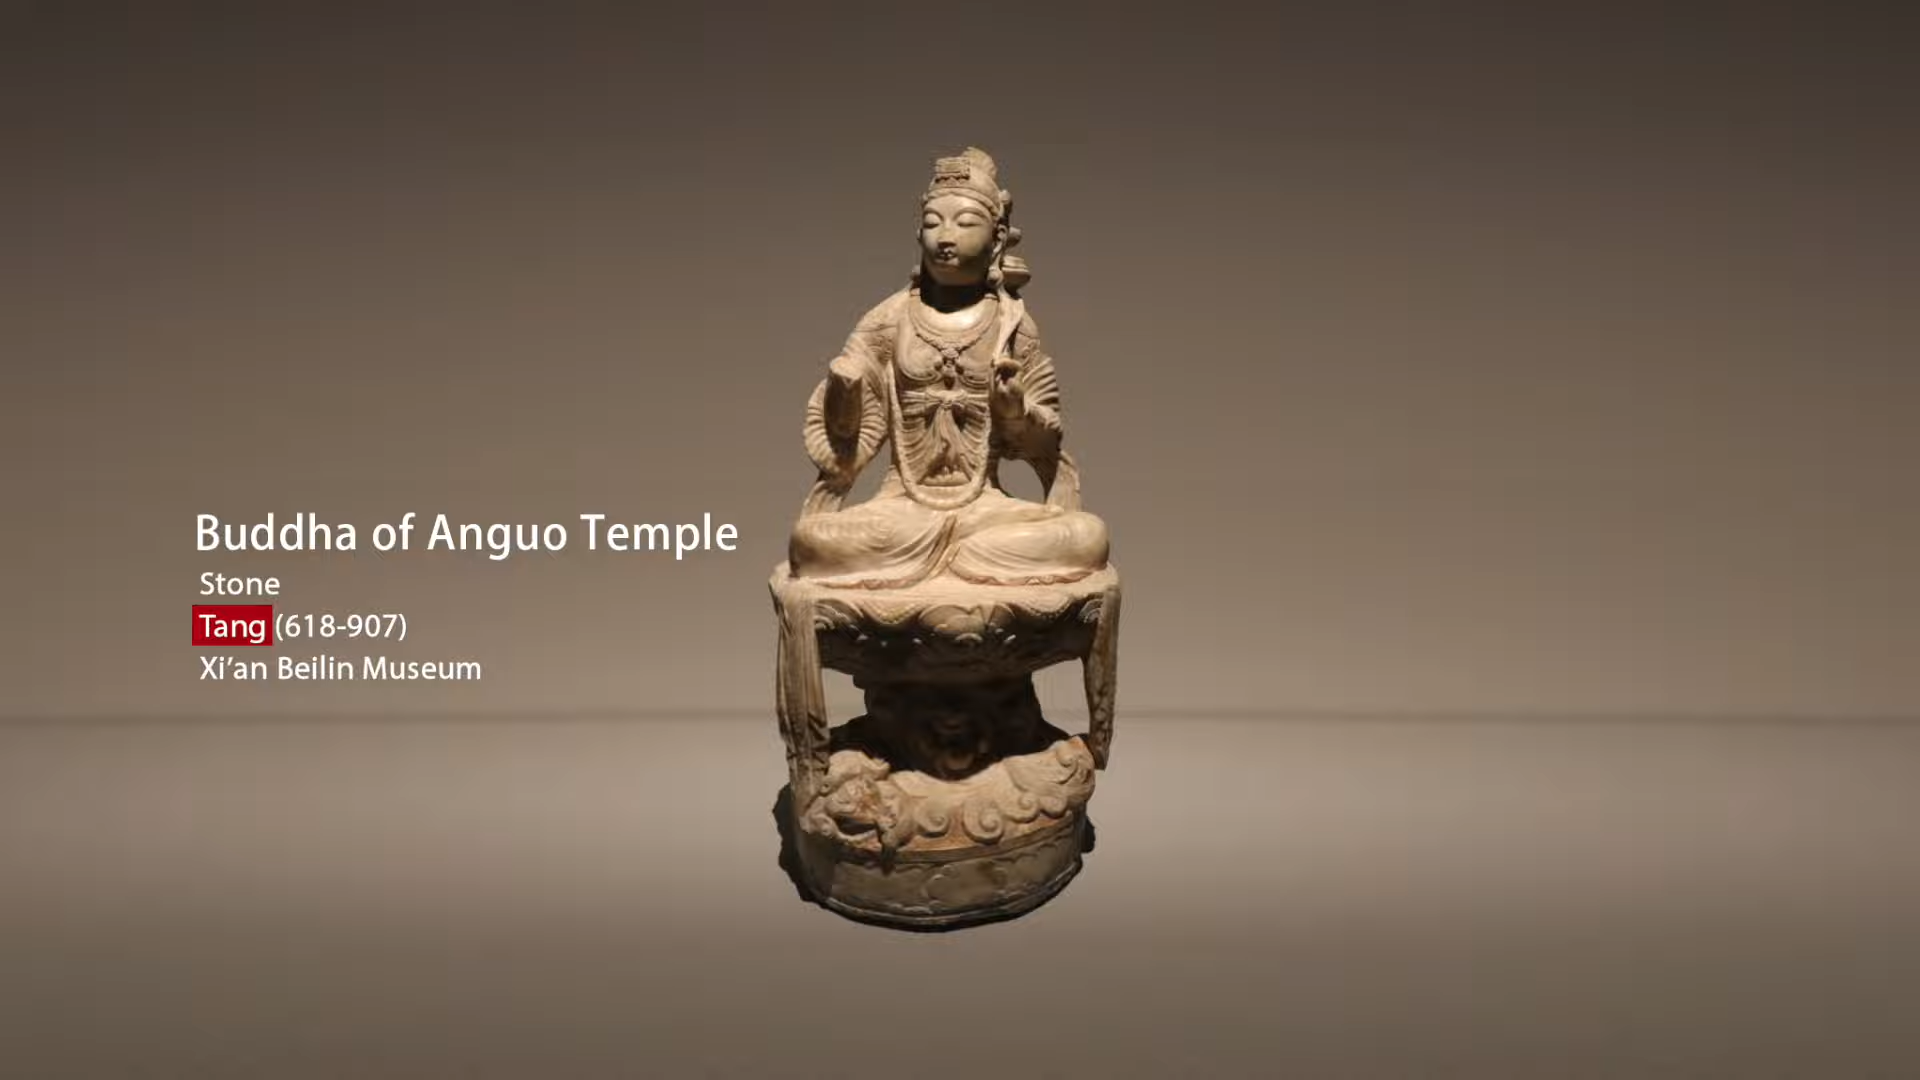 Buddha of Anguo Temple
Stone
Tang (618-907)
Xi’an Beilin Museum